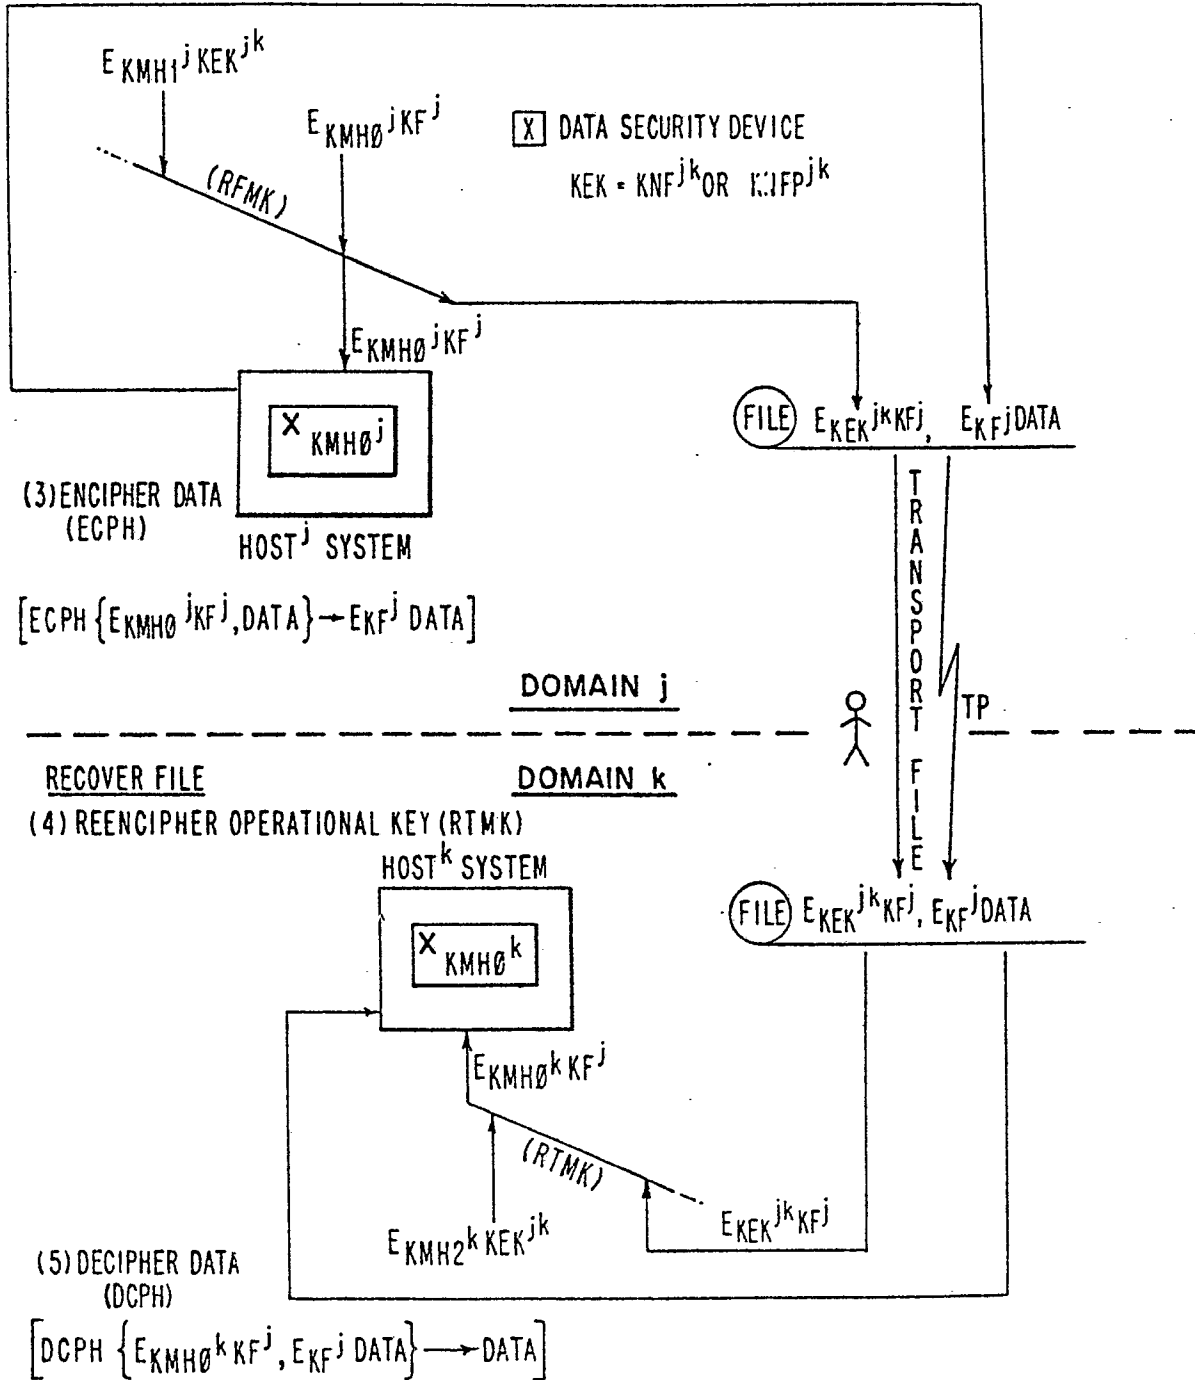 E KMH1 j KEK jk
E KMHØ j KF j
X DATA SECURITY DEVICE
KEK = KNF jk OR jk
(RFMK)
E KMHØ j KF j
X KMHØ j
FILE E KEK jk KF j, E KF j DATA
(3) ENCIPHER DATA
(ECPH)
HOST j SYSTEM
[ECPH {E KMHØ j KF j, DATA} → E KF j DATA]
TRANSPORT FILE
TP
DOMAIN j
RECOVER FILE
DOMAIN k
(4) REENCIPHER OPERATIONAL KEY (RTMK)
HOST k SYSTEM
X KMHØ k
FILE E KEK jk KF j, E KF j DATA
E KMHØ k KF j
(RTMK)
E KMH2 k KEK jk
E KEK jk KF j
(5) DECIPHER DATA
(DCPH)
[DCPH {E KMHØ k KF j, E KF j DATA} → DATA]